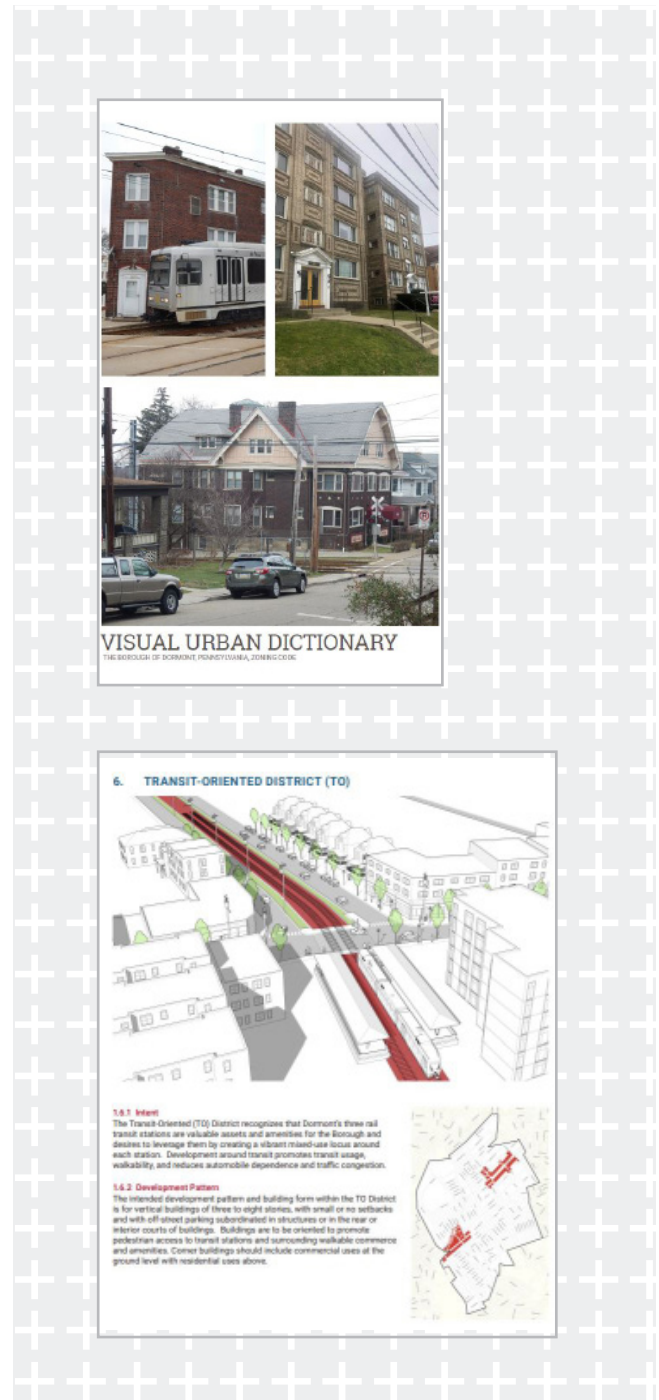 VISUAL URBAN DICTIONARY
THE BOROUGH OF DORMONT, PENNSYLVANIA, ZONING CODE
6. TRANSIT-ORIENTED DISTRICT (TO)
1.6.1 Intent
The Transit-Oriented (TO) District recognizes that Dormont's three rail
transit stations are valuable assets and amenities for the Borough and
desires to leverage them by creating a vibrant mixed-use locus around
each station. Development around transit promotes transit usage,
walkability, and reduces automobile dependence and traffic congestion.
1.6.2 Development Pattern
The intended development pattern and building form within the TO District
is for vertical buildings of three to eight stories, with small or no setbacks
and with off-street parking subordinated in structures or in the rear or
interior courts of buildings. Buildings are to be oriented to promote
pedestrian access to transit stations and surrounding walkable commerce
and amenities. Corner buildings should include commercial uses at the
ground level with residential uses above.